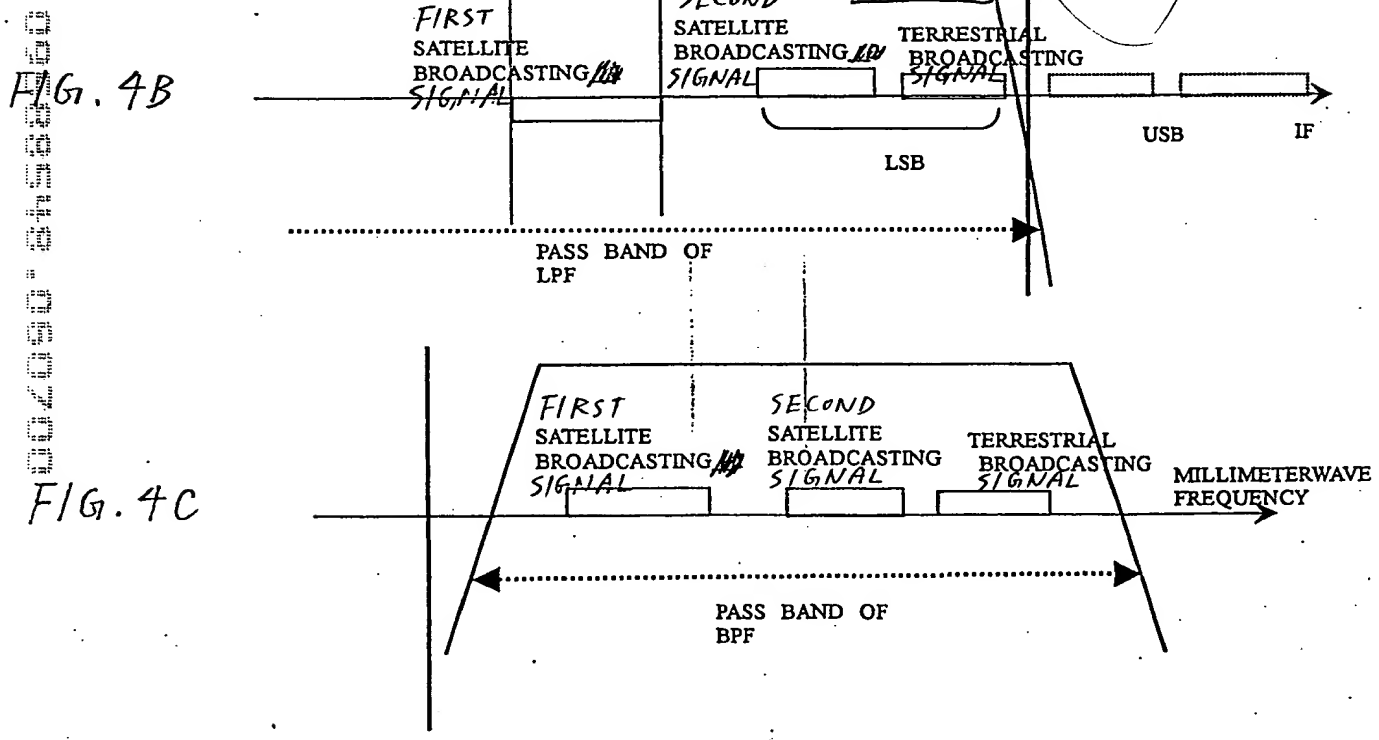 FIRST
SATELLITE
BROADCASTING
SIGNAL
SECOND
SATELLITE
BROADCASTING
SIGNAL
TERRESTRIAL
BROADCASTING
SIGNAL
FIG. 4B
USB
IF
LSB
PASS BAND OF
LPF
FIRST
SATELLITE
BROADCASTING
SIGNAL
SECOND
SATELLITE
BROADCASTING
SIGNAL
TERRESTRIAL
BROADCASTING
SIGNAL
MILLIMETERWAVE
FREQUENCY
FIG. 4C
PASS BAND OF
BPF